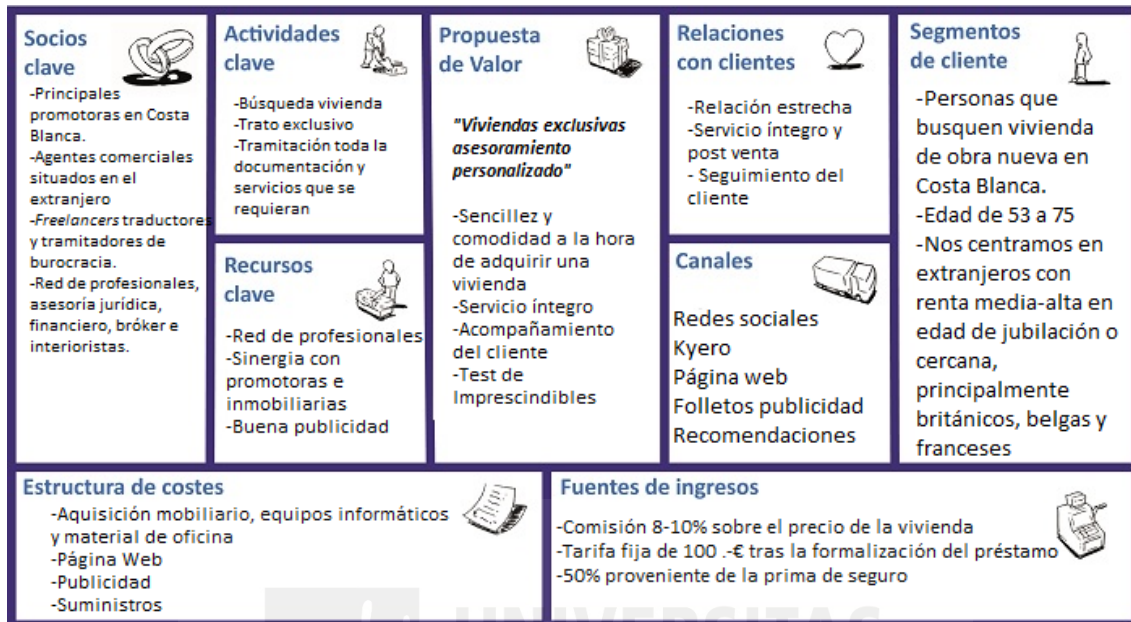 Socios
clave
-Principales
promotoras en Costa
Blanca.
-Agentes comerciales
situados en el
extranjero
-Freelancers traductores
y tramitadores de
burocracia.
-Red de profesionales,
asesoría jurídica,
financiero, bróker e
interioristas.
Actividades
clave
-Búsqueda vivienda
-Trato exclusivo
-Tramitación toda la
documentación y
servicios que se
requieran
Recursos
clave
-Red de profesionales
-Sinergia con
promotoras e
inmobiliarias
-Buena publicidad
Propuesta
de Valor
"Viviendas exclusivas
asesoramiento
personalizado"
-Sencillez y
comodidad a la hora
de adquirir una
vivienda
-Servicio íntegro
-Acompañamiento
del cliente
-Test de
Imprescindibles
Relaciones
con clientes
-Relación estrecha
-Servicio íntegro y
post venta
- Seguimiento del
cliente
Canales
Redes sociales
Kyero
Página web
Folletos publicidad
Recomendaciones
Segmentos
de cliente
-Personas que
busquen vivienda
de obra nueva en
Costa Blanca.
-Edad de 53 a 75
-Nos centramos en
extranjeros con
renta media-alta en
edad de jubilación o
cercana,
principalmente
británicos, belgas y
franceses
Estructura de costes
-Aquisición mobiliario, equipos informáticos
y material de oficina
-Página Web
-Publicidad
-Suministros
Fuentes de ingresos
-Comisión 8-10% sobre el precio de la vivienda
-Tarifa fija de 100 .-€ tras la formalización del préstamo
-50% proveniente de la prima de seguro
UNIVERSITAS